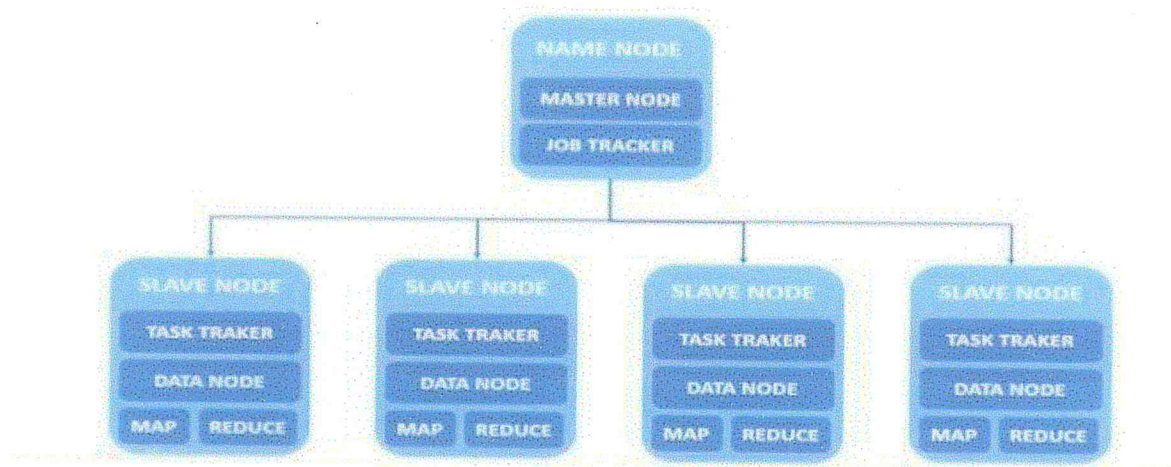 NAME NODE
MASTER NODE
JOB TRACKER
SLAVE NODE
TASK TRAKER
DATA NODE
MAP REDUCE
SLAVE NODE
TASK TRAKER
DATA NODE
MAP REDUCE
SLAVE NODE
TASK TRAKER
DATA NODE
MAP REDUCE
SLAVE NODE
TASK TRAKER
DATA NODE
MAP REDUCE